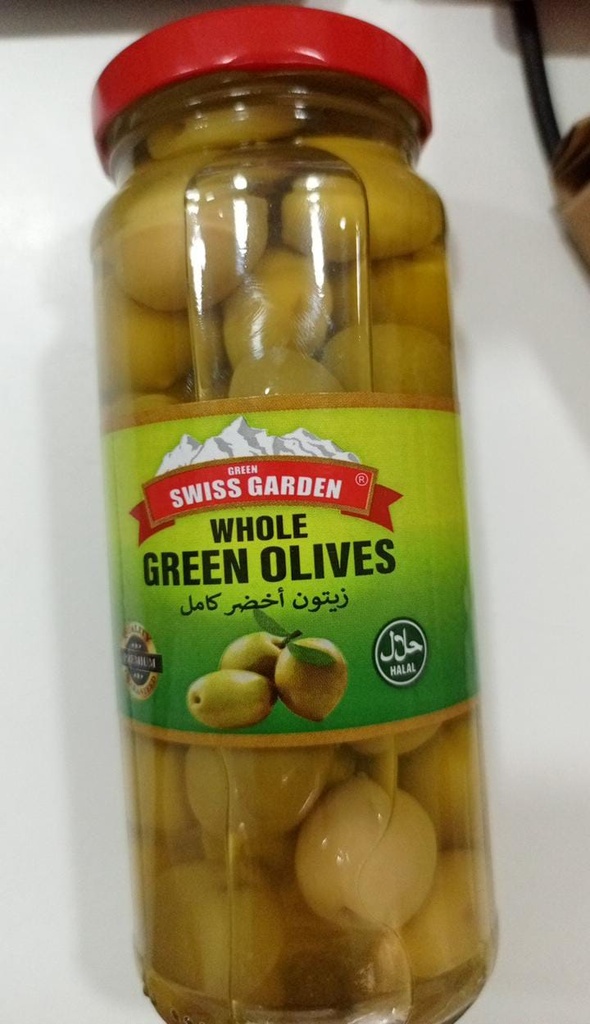 GREEN
SWISS GARDEN ®
WHOLE
GREEN OLIVES
زيتون أخضر كامل
حلال
HALAL